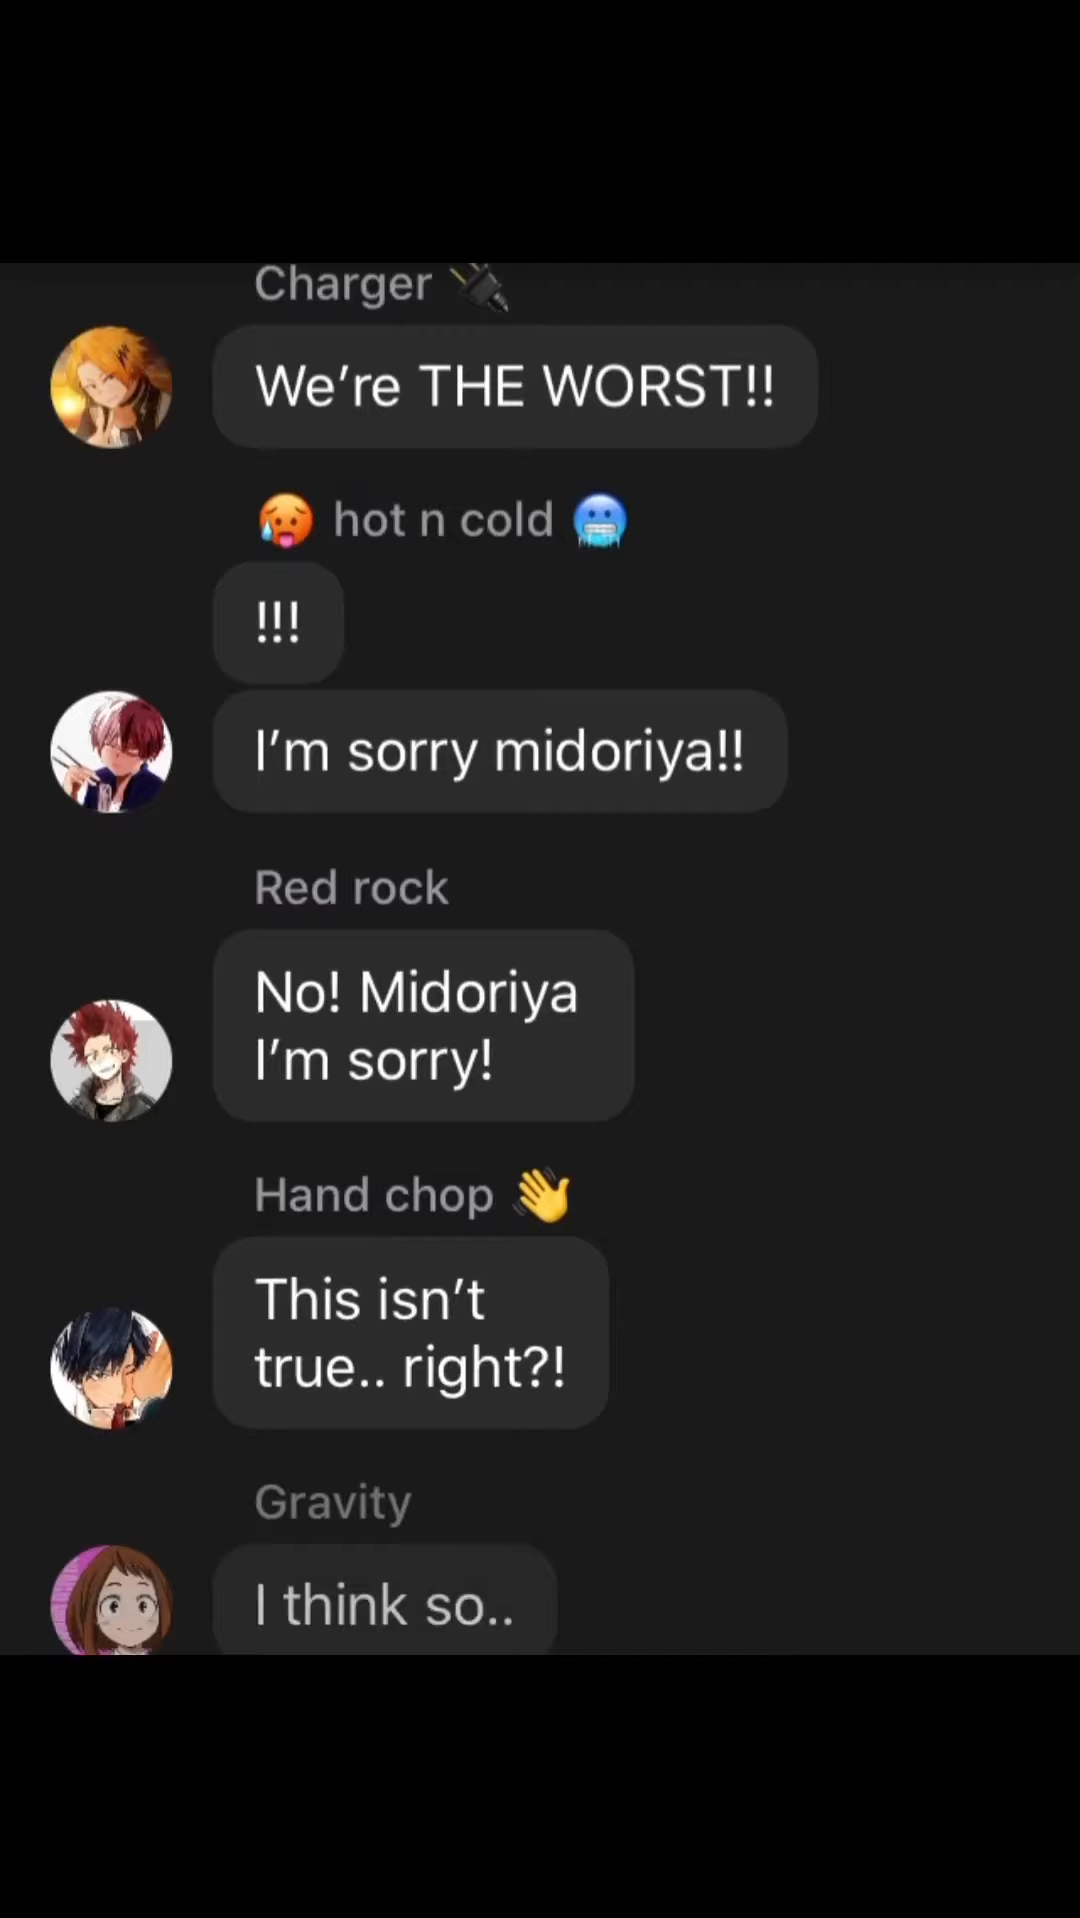 Charger 🔌
We're THE WORST!!
🥵 hot n cold 🥶
!!!
I'm sorry midoriya!!
Red rock
No! Midoriya
I'm sorry!
Hand chop 👋
This isn't
true.. right?!
Gravity
I think so..